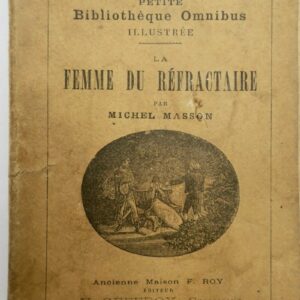 PETITE
Bibliothèque Omnibus
ILLUSTRÉE
LA
FEMME DU RÉFRACTAIRE
PAR
MICHEL MASSON
Ancienne Maison F. ROY
ÉDITEUR